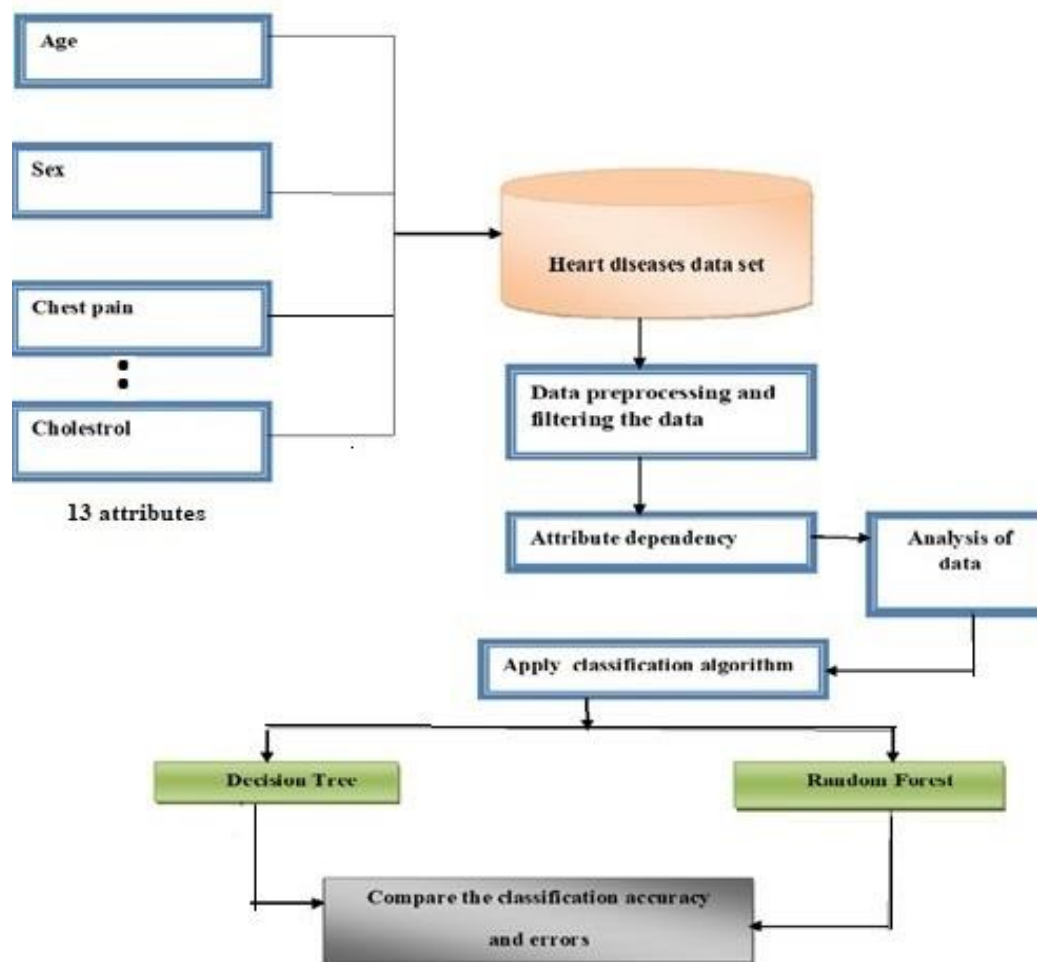 Age
Sex
Chest pain
Cholestrol
13 attributes
Heart diseases data set
Data preprocessing and
filtering the data
Attribute dependency
Analysis of
data
Apply classification algorithm
Decision Tree
Random Forest
Compare the classification accuracy
and errors